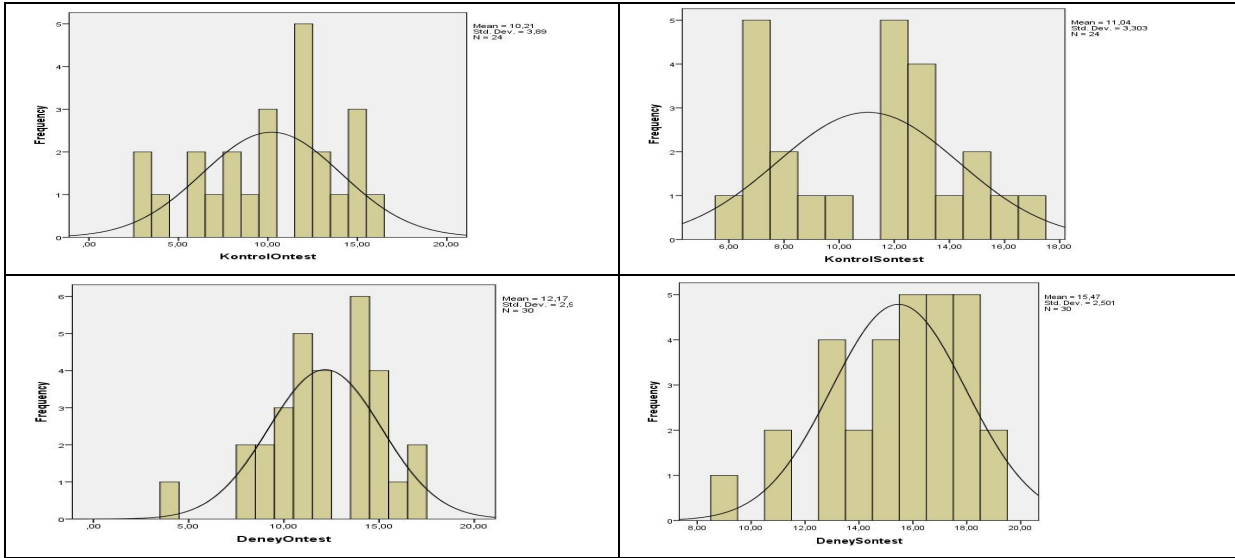 Frequency
5
4
3
2
1
0
,00 5,00 10,00 15,00 20,00
KontrolOntest
Mean = 10,21
Std. Dev. = 3,89
N = 24
Frequency
5
4
3
2
1
0
6,00 8,00 10,00 12,00 14,00 16,00 18,00
KontrolSontest
Mean = 11,04
Std. Dev. = 3,303
N = 24
Frequency
6
5
4
3
2
1
0
,00 5,00 10,00 15,00 20,00
DeneyOntest
Mean = 12,17
Std. Dev. =
N = 30
Frequency
5
4
3
2
1
0
8,00 10,00 12,00 14,00 16,00 18,00 20,00
DeneySontest
Mean = 15,47
Std. Dev. = 2,501
N = 30